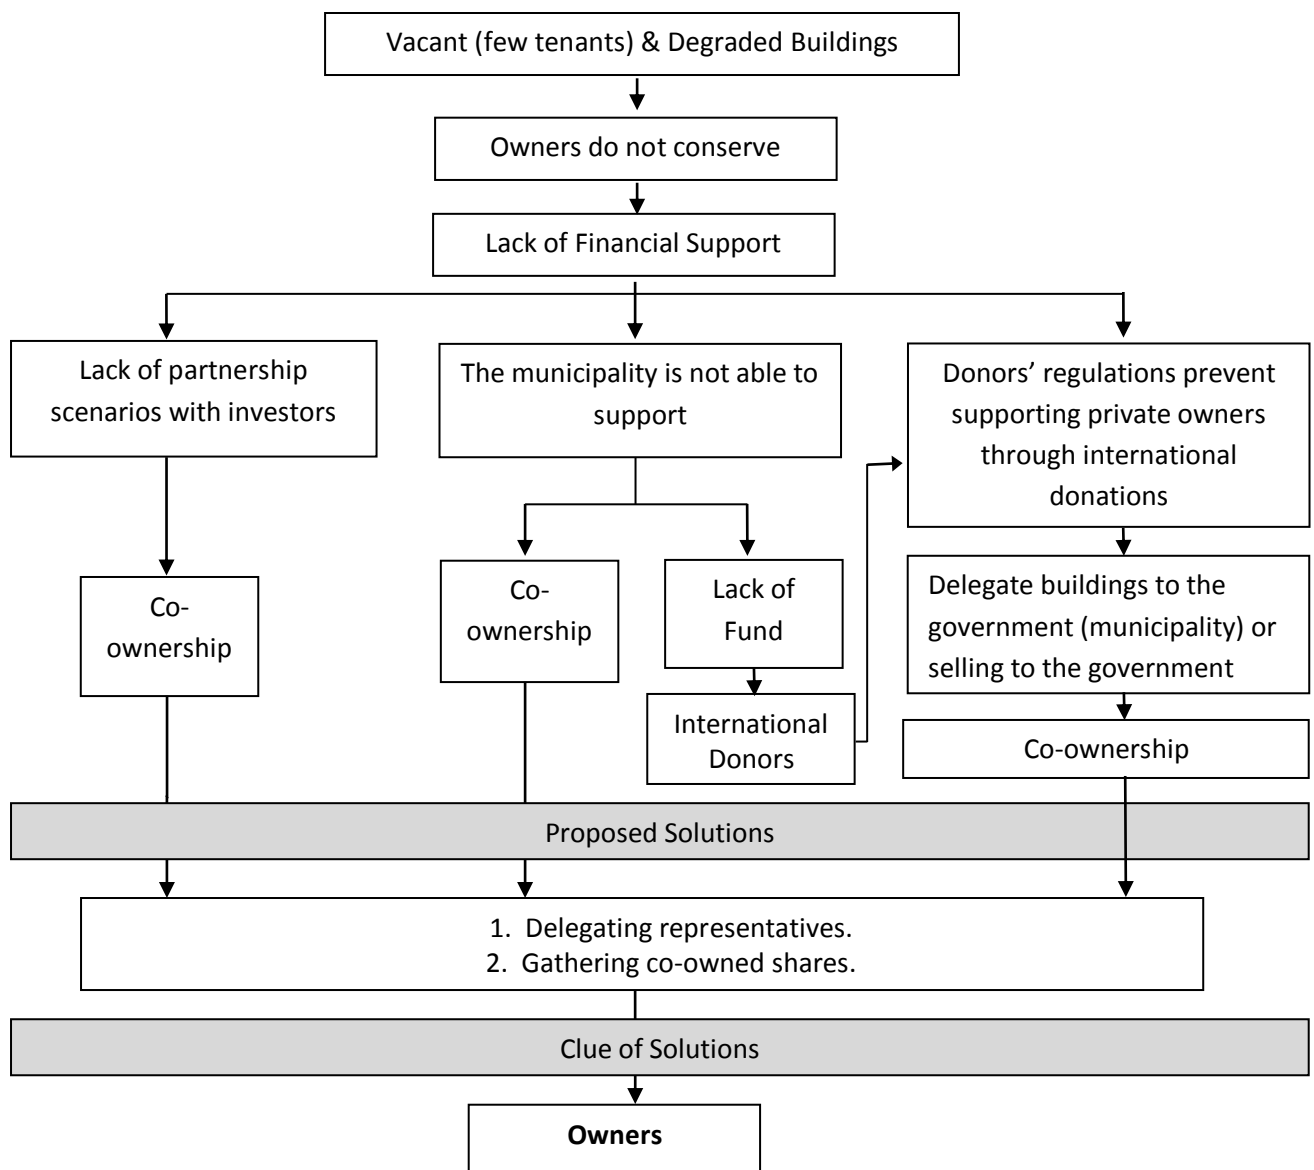 Vacant (few tenants) & Degraded Buildings
Owners do not conserve
Lack of Financial Support
Lack of partnership
scenarios with investors
The municipality is not able to
support
Donors’ regulations prevent
supporting private owners
through international
donations
Co-
ownership
Co-
ownership
Lack of
Fund
International
Donors
Delegate buildings to the
government (municipality) or
selling to the government
Co-ownership
Proposed Solutions
1. Delegating representatives.
2. Gathering co-owned shares.
Clue of Solutions
Owners